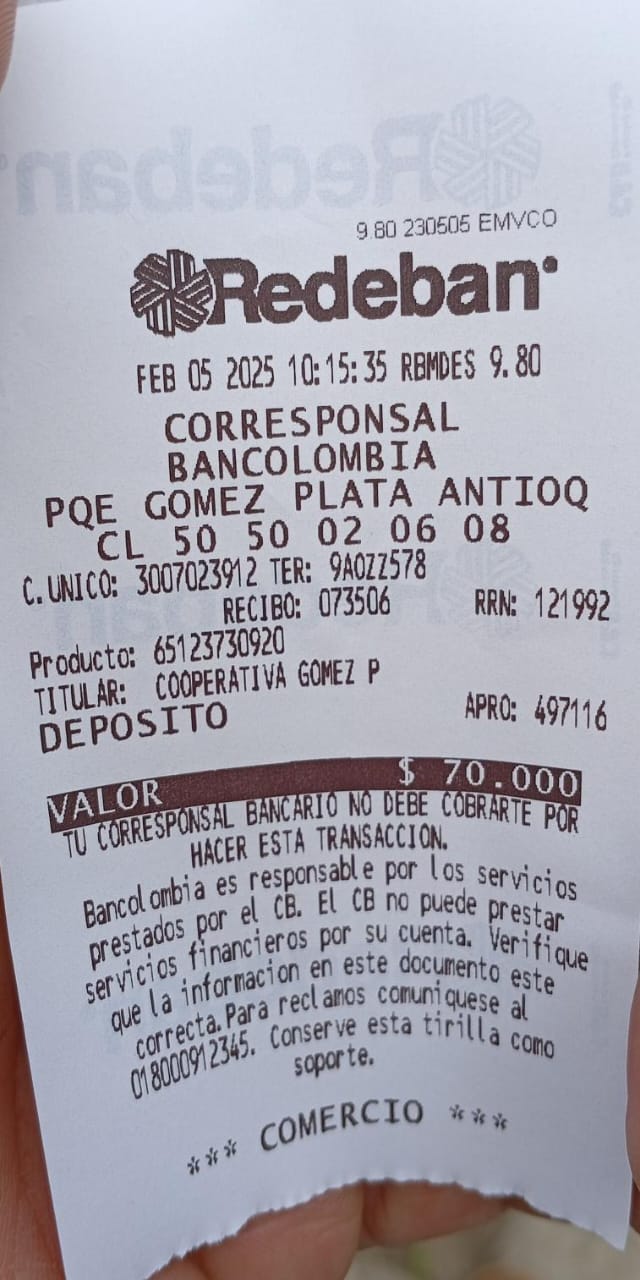 9.80 230505 EMVCO
Redeban
FEB 05 2025 10:15:35 RBMDES 9.80
CORRESPONSAL
BANCOLOMBIA
PQE GOMEZ PLATA ANTIOQ
CL 50 50 02 06 08
C.UNICO: 3007023912 TER: 9AOZZ578
RECIBO: 073506 RRN: 121992
Producto: 65123730920
TITULAR: COOPERATIVA GOMEZ P
DEPOSITO APRO: 497116
VALOR $ 70.000
TU CORRESPONSAL BANCARIO NO DEBE COBRARTE POR
HACER ESTA TRANSACCION.
Bancolombia es responsable por los servicios
prestados por el CB. El CB no puede prestar
servicios financieros por su cuenta. Verifique
que la informacion en este documento este
correcta.Para reclamos comuniquese al
018000912345. Conserve esta tirilla como
soporte.
*** COMERCIO ***